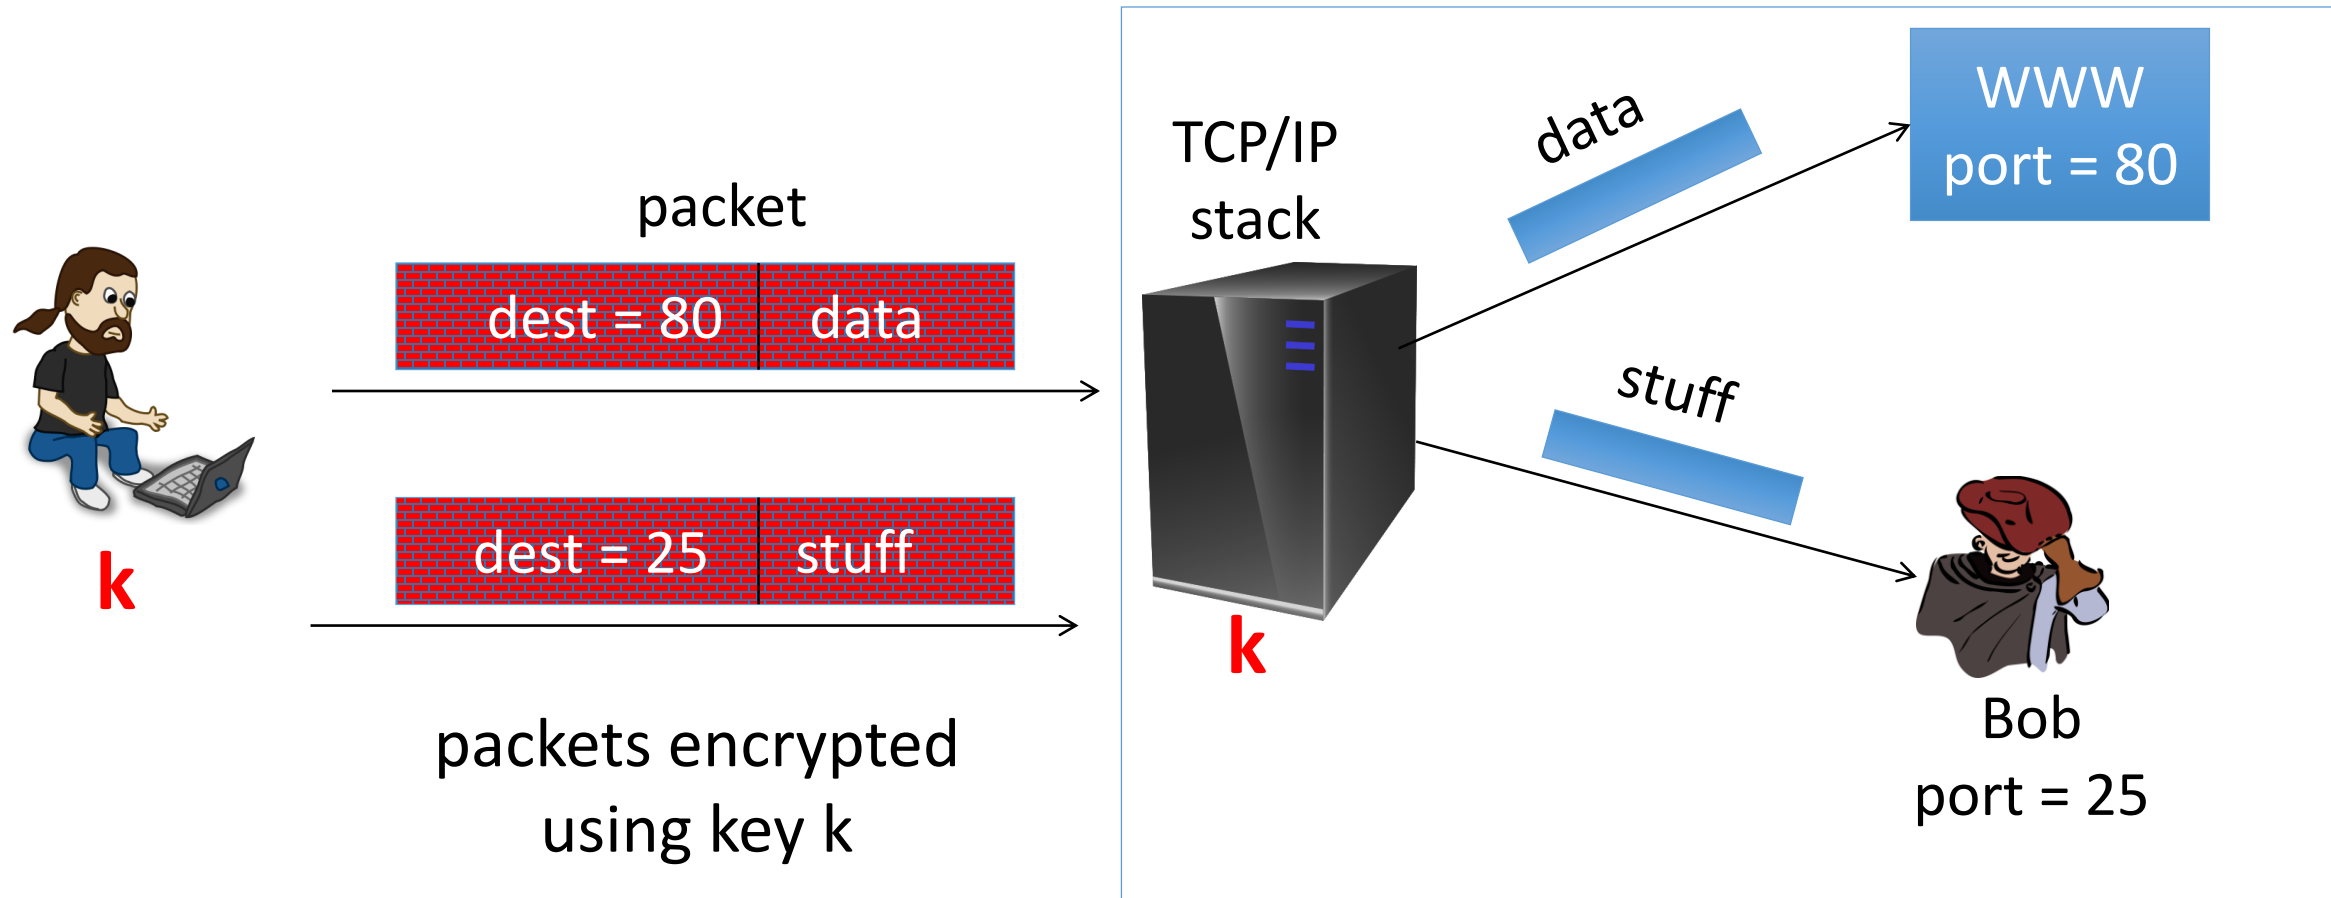 packet
dest = 80 data
dest = 25 stuff
k
packets encrypted
using key k
TCP/IP
stack
k
data
stuff
WWW
port = 80
Bob
port = 25